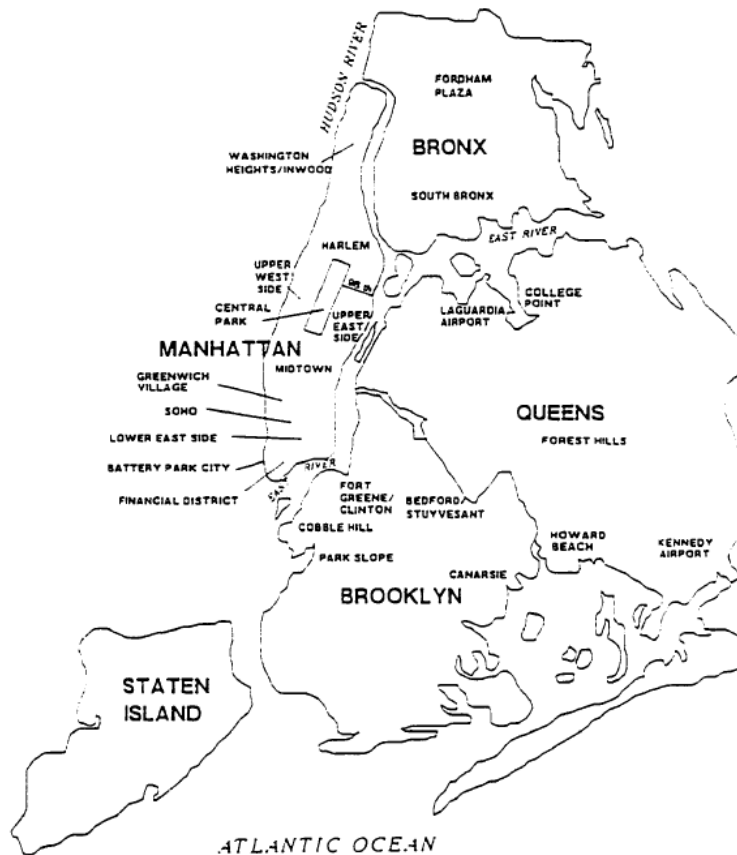 HUDSON RIVER
FORDHAM
PLAZA
BRONX
WASHINGTON
HEIGHTS/INWOOD
SOUTH BRONX
EAST RIVER
HARLEM
UPPER
WEST
SIDE
CENTRAL
PARK
UPPER
EAST
SIDE
LAGUARDIA
AIRPORT
COLLEGE
POINT
MANHATTAN
MIDTOWN
GREENWICH
VILLAGE
SOHO
QUEENS
FOREST HILLS
LOWER EAST SIDE
BATTERY PARK CITY
EAST RIVER
FINANCIAL DISTRICT
FORT
GREENE/
CLINTON
BEDFORD
STUYVESANT
COBBLE HILL
HOWARD
BEACH
KENNEDY
AIRPORT
PARK SLOPE
CANARSIE
BROOKLYN
STATEN
ISLAND
ATLANTIC OCEAN